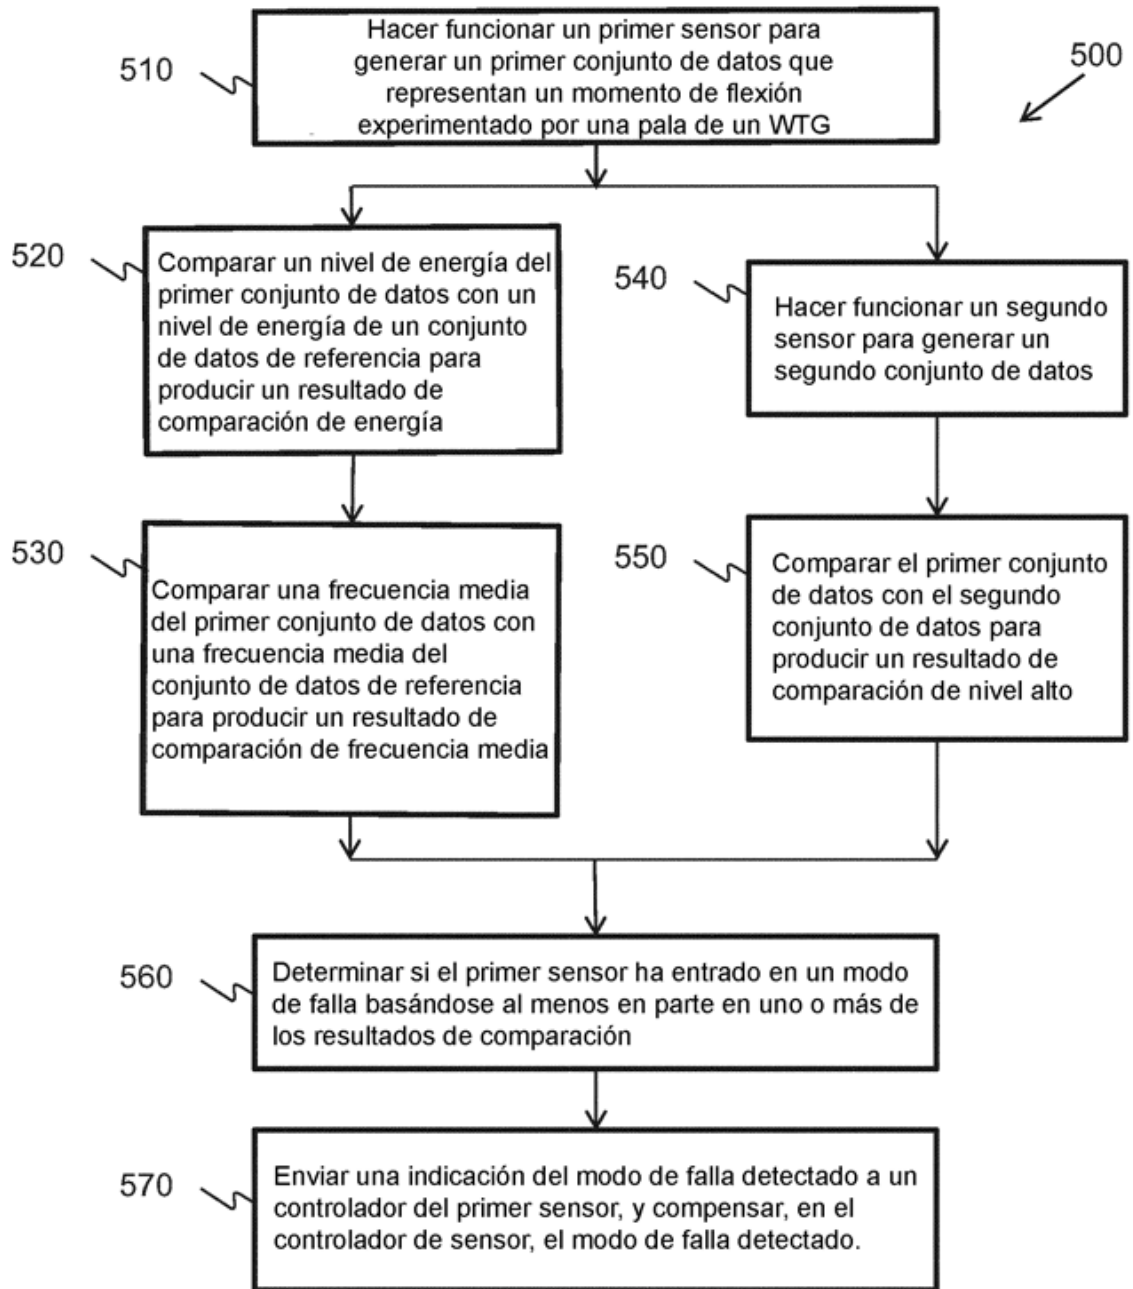 Hacer funcionar un primer sensor para
generar un primer conjunto de datos que
representan un momento de flexión
experimentado por una pala de un WTG
510
500
520
Comparar un nivel de energía del
primer conjunto de datos con un
nivel de energía de un conjunto
de datos de referencia para
producir un resultado de
comparación de energía
540
Hacer funcionar un segundo
sensor para generar un
segundo conjunto de datos
530
Comparar una frecuencia media
del primer conjunto de datos con
una frecuencia media del
conjunto de datos de referencia
para producir un resultado de
comparación de frecuencia media
550
Comparar el primer conjunto
de datos con el segundo
conjunto de datos para
producir un resultado de
comparación de nivel alto
560
Determinar si el primer sensor ha entrado en un modo
de falla basándose al menos en parte en uno o más de
los resultados de comparación
570
Enviar una indicación del modo de falla detectado a un
controlador del primer sensor, y compensar, en el
controlador de sensor, el modo de falla detectado.